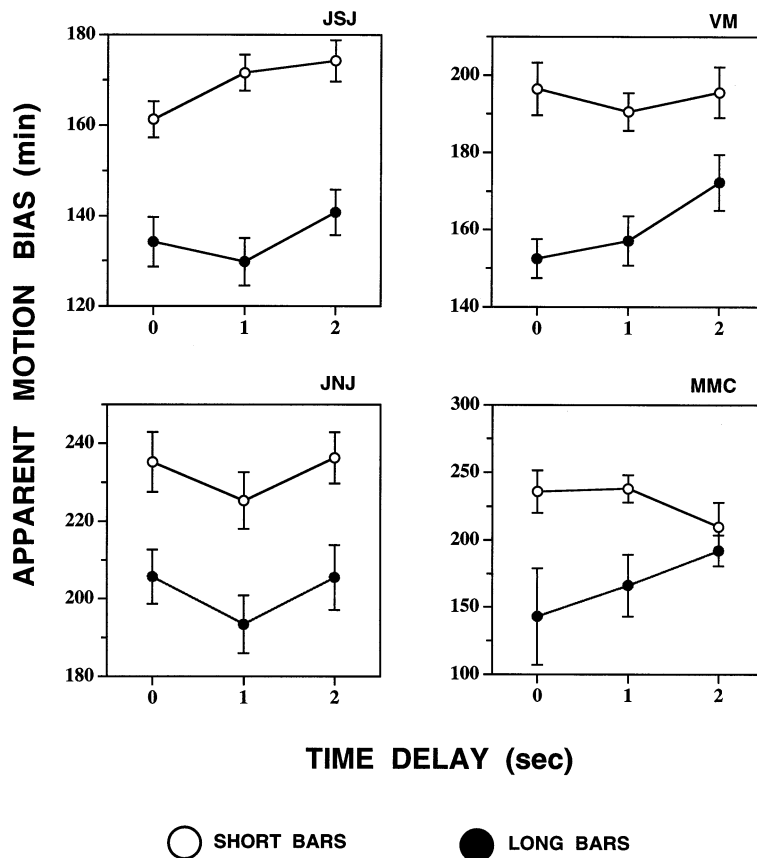 APPARENT MOTION BIAS (min)
JSJ
180
160
140
120
0 1 2
VM
200
180
160
140
0 1 2
JNJ
240
220
200
180
0 1 2
MMC
300
250
200
150
100
0 1 2
TIME DELAY (sec)
SHORT BARS
LONG BARS